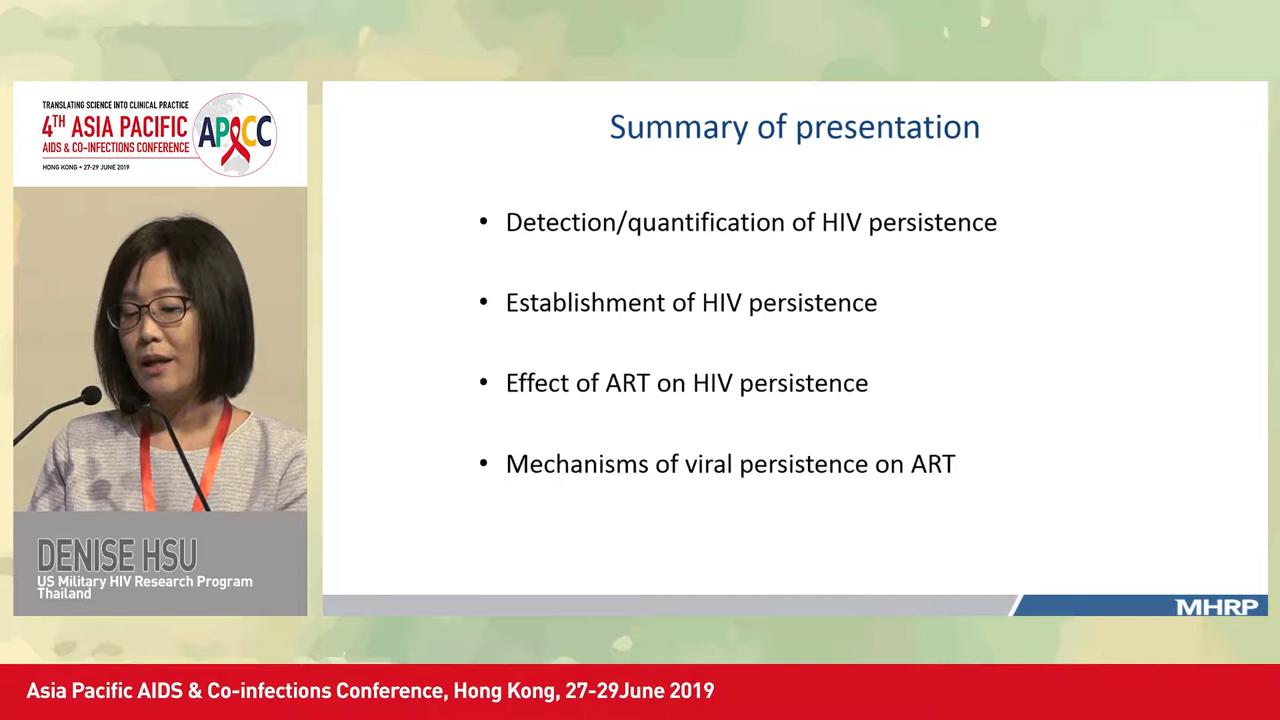 TRANSLATING SCIENCE INTO CLINICAL PRACTICE
4TH ASIA PACIFIC
AIDS & CO-INFECTIONS CONFERENCE
HONG KONG • 27-29 JUNE 2019
APCC
Summary of presentation
• Detection/quantification of HIV persistence
• Establishment of HIV persistence
• Effect of ART on HIV persistence
• Mechanisms of viral persistence on ART
DENISE HSU
US Military HIV Research Program
Thailand
MHRP
Asia Pacific AIDS & Co-infections Conference, Hong Kong, 27-29June 2019